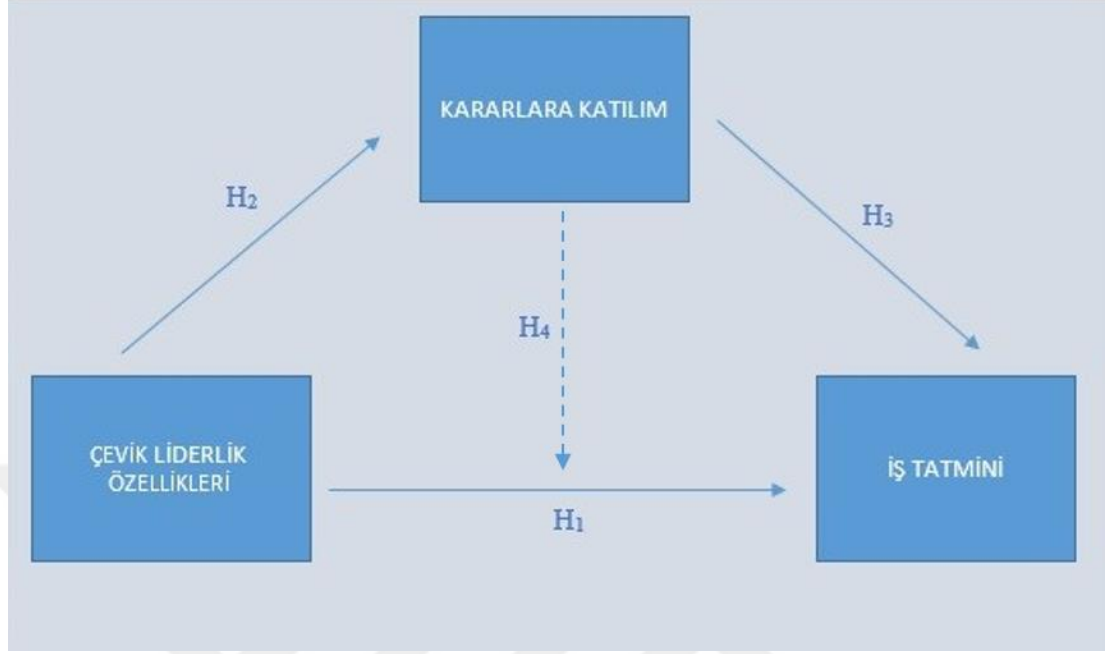 KARARLARA KATILIM
H₂
H₃
H₄
ÇEVİK LİDERLİK
ÖZELLİKLERİ
İŞ TATMİNİ
H₁